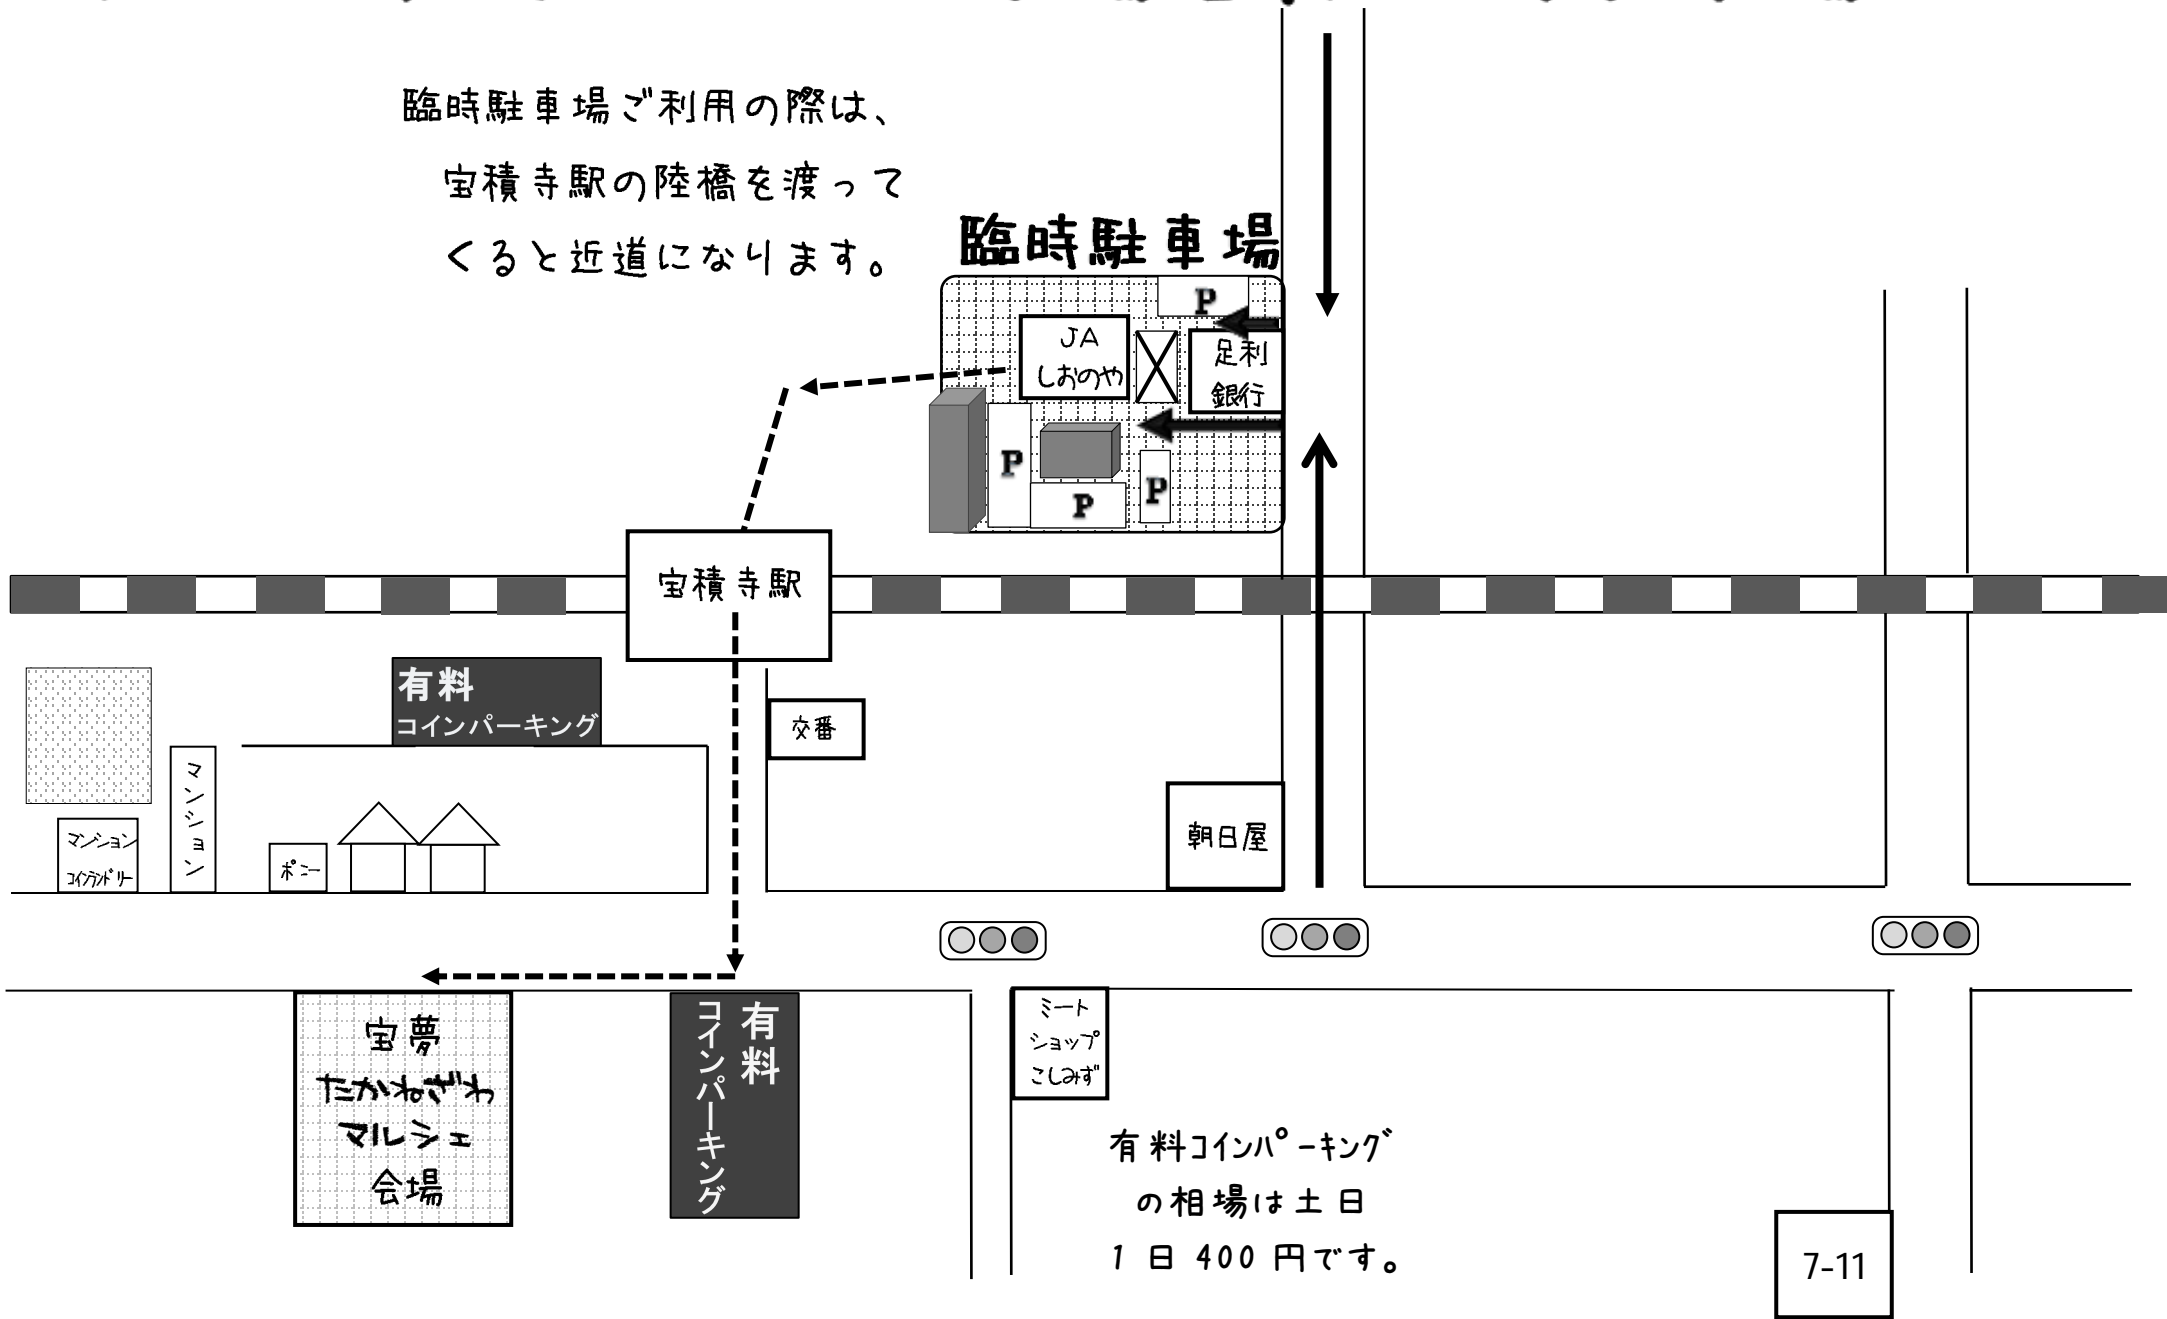 臨時駐車場ご利用の際は、
宝積寺駅の陸橋を渡って
くると近道になります。
臨時駐車場
P
JA
しおのや
足利
銀行
P
P
P
宝積寺駅
有料
コインパーキング
交番
マンション
マンション
コインランドリー
ポニー
朝日屋
宝夢
たかねざわ
マルシェ
会場
有料
コインパーキング
ミート
ショップ
こしみず
有料コインパーキング
の相場は土日
1日400円です。
7-11